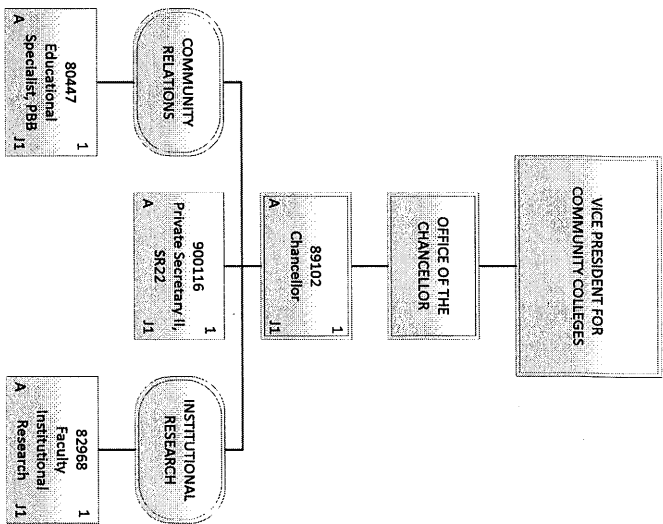 VICE PRESIDENT FOR
COMMUNITY COLLEGES
OFFICE OF THE
CHANCELLOR
1
89102
Chancellor
A J1
COMMUNITY
RELATIONS
1
80447
Educational
Specialist, PBB
A J1
1
900116
Private Secretary II,
SR22
A J1
INSTITUTIONAL
RESEARCH
1
82968
Faculty
Institutional
Research
A J1